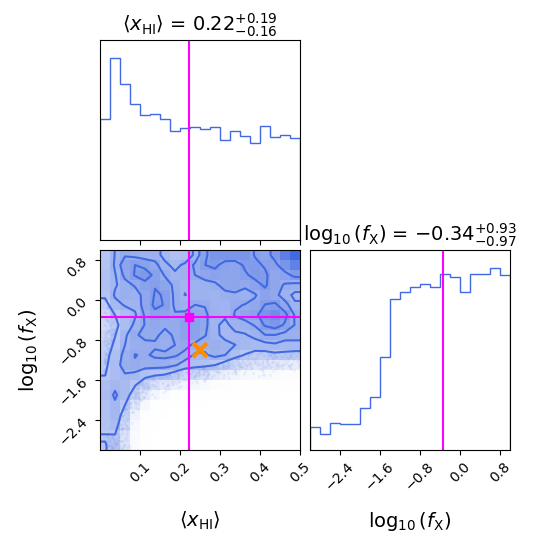 ⟨x_HI⟩ = 0.22^{+0.19}_{−0.16}
log₁₀ (f_X) = −0.34^{+0.93}_{−0.97}
0.8
0.0
−0.8
−1.6
−2.4
log₁₀ (f_X)
0.1 0.2 0.3 0.4 0.5
−2.4 −1.6 −0.8 0.0 0.8
⟨x_HI⟩
log₁₀ (f_X)